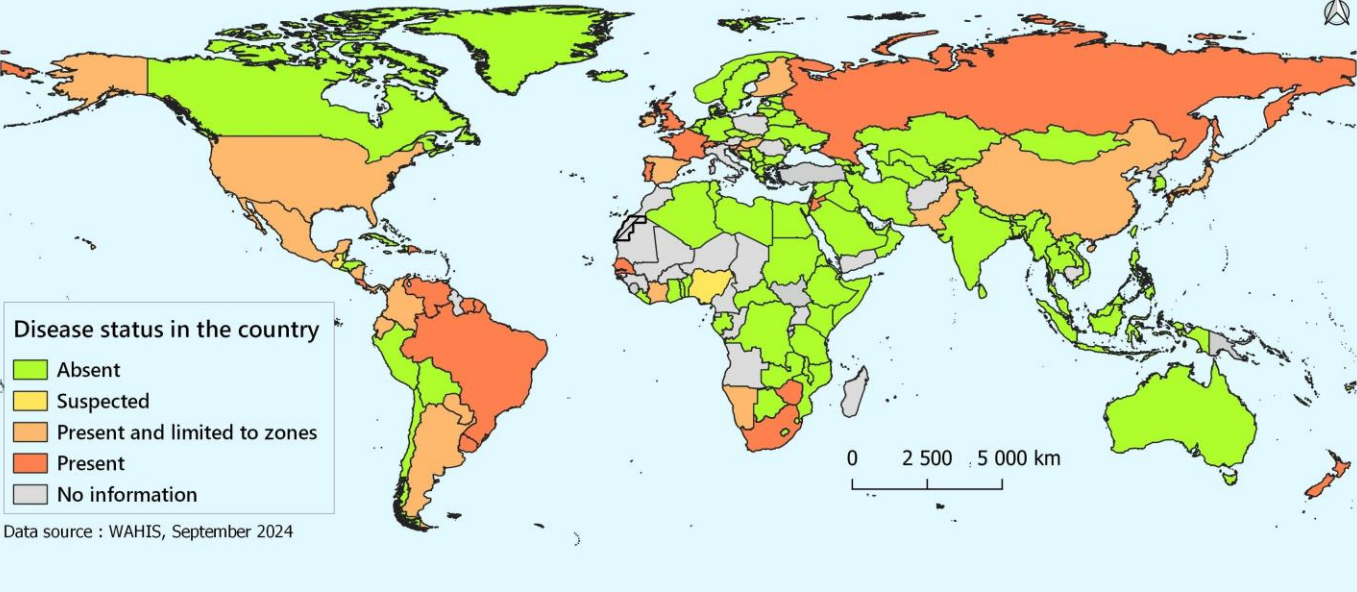 Disease status in the country
Absent
Suspected
Present and limited to zones
Present
No information
0 2 500 5 000 km
Data source : WAHIS, September 2024